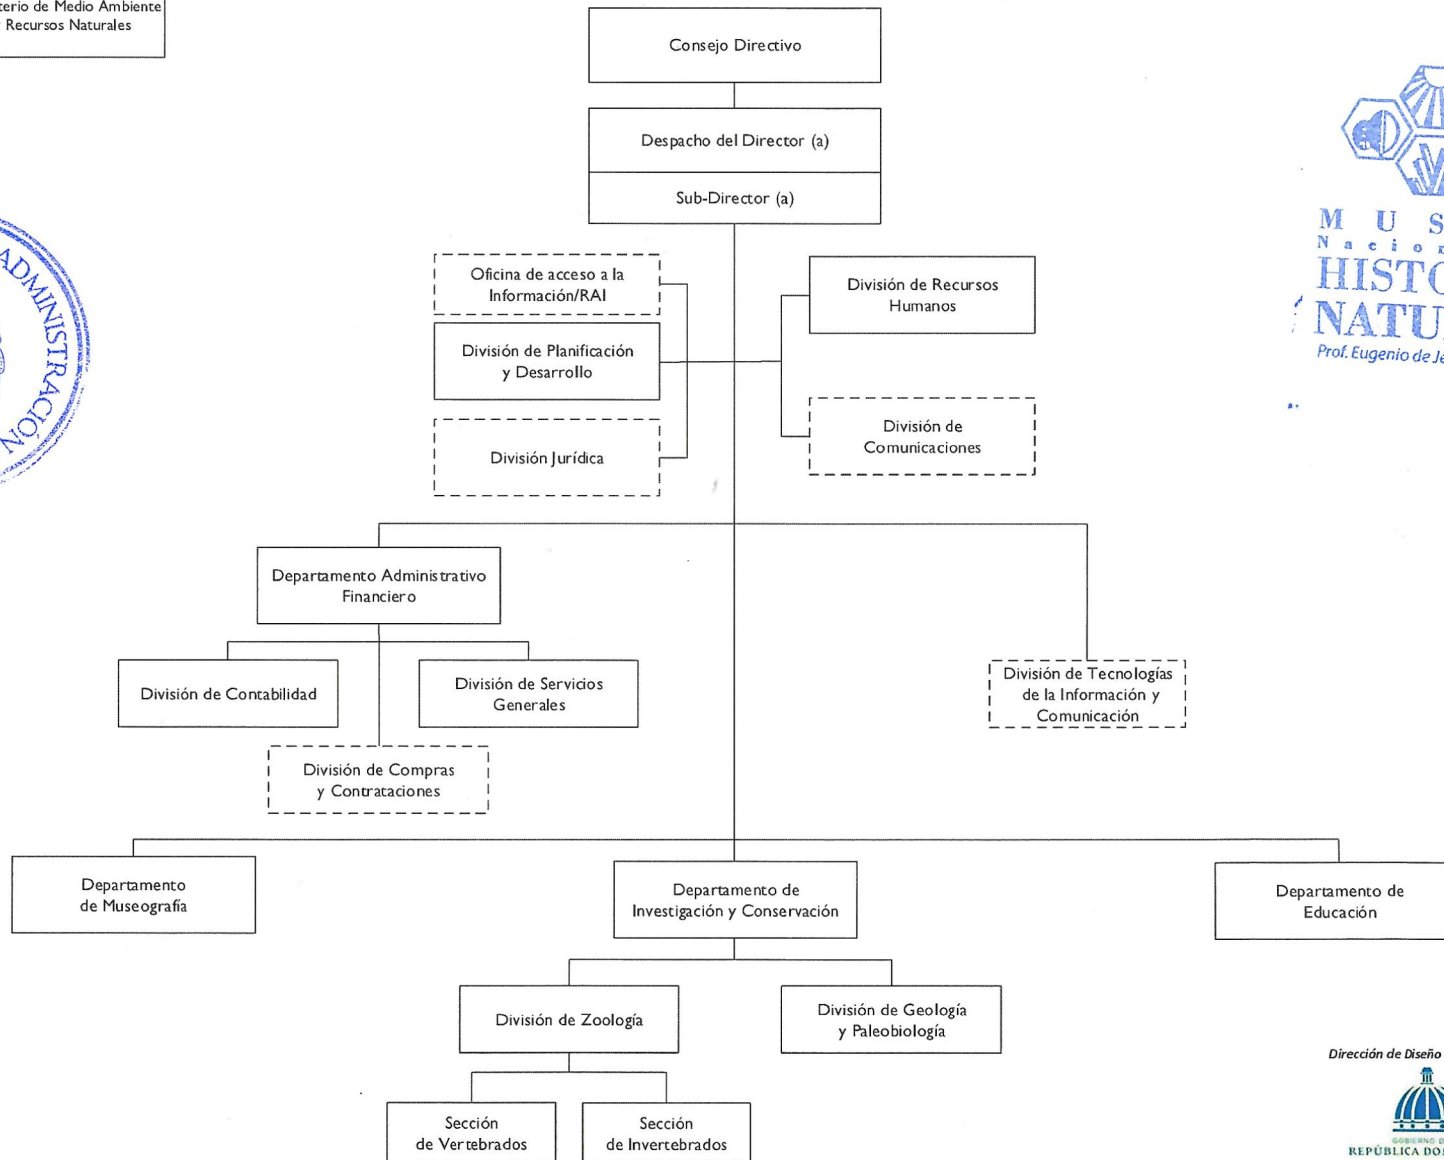 de Medio Ambiente
Recursos Naturales
Consejo Directivo
Despacho del Director (a)
Sub-Director (a)
Oficina de acceso a la
Información/RAI
División de Recursos
Humanos
División de Planificación
y Desarrollo
División de
Comunicaciones
División Jurídica
ADMINISTRACIÓN
HISTO
NATU
Prof. Eugenio de
Departamento Administrativo
Financiero
División de Contabilidad
División de Servicios
Generales
División de Compras
y Contrataciones
División de Tecnologías
de la Información y
Comunicación
Departamento
de Museografía
Departamento de
Investigación y Conservación
Departamento de
Educación
División de Zoología
División de Geología
y Paleobiología
Sección
de Vertebrados
Sección
de Invertebrados
Dirección de Diseño
GOBIERNO
REPÚBLICA